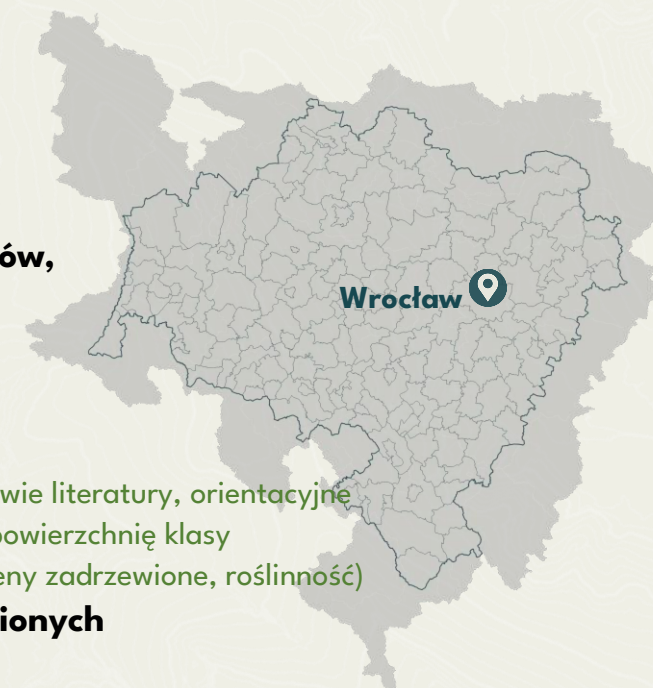 ów,
Wrocław
wie literatury, orientacyjne
powierzchnię klasy
eny zadrzewione, roślinność)
ionych